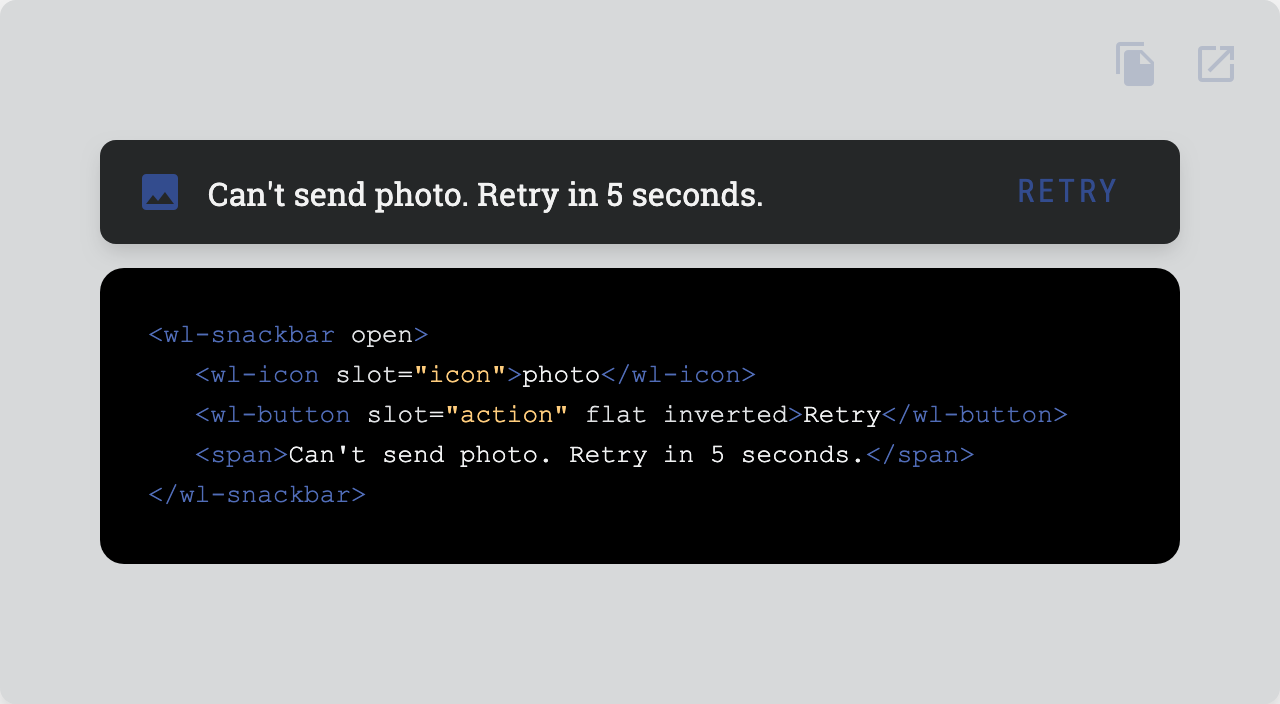 Can't send photo. Retry in 5 seconds. RETRY
<wl-snackbar open>
   <wl-icon slot="icon">photo</wl-icon>
   <wl-button slot="action" flat inverted>Retry</wl-button>
   <span>Can't send photo. Retry in 5 seconds.</span>
</wl-snackbar>